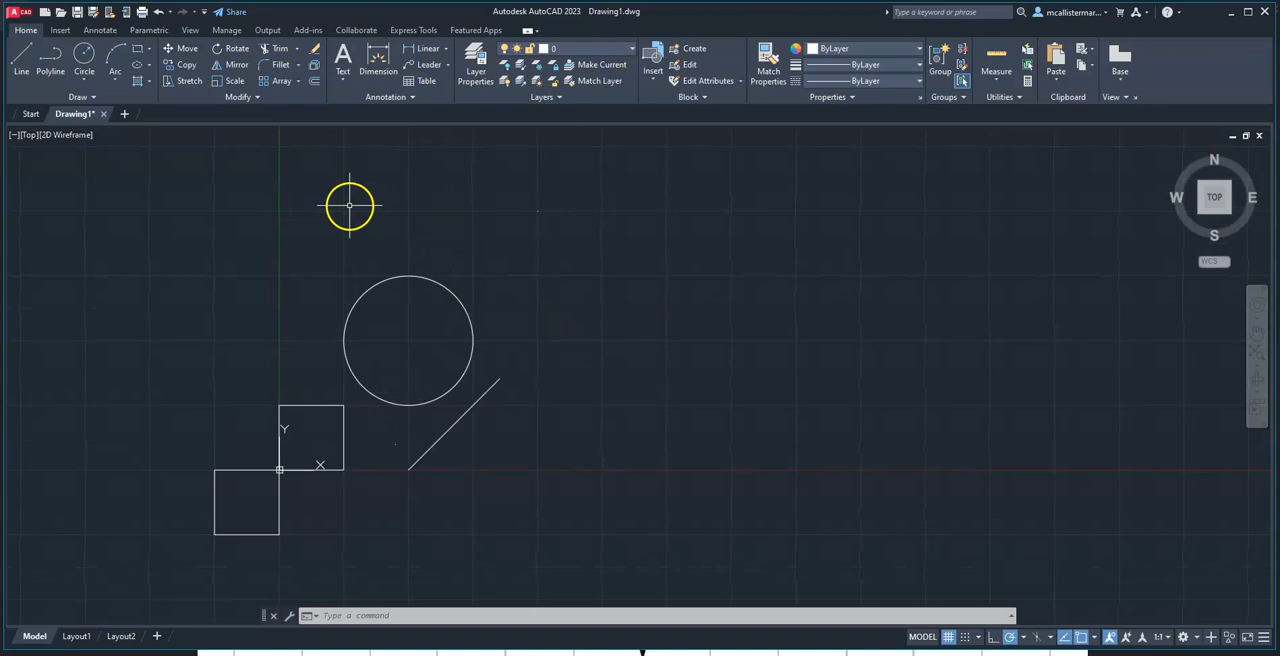 CAD Share Autodesk AutoCAD 2023 Drawing1.dwg Type a keyword or phrase mcallistermar...
Home Insert Annotate Parametric View Manage Output Add-ins Collaborate Express Tools Featured Apps
Line Polyline Circle Arc
Move Rotate Trim
Copy Mirror Fillet
Stretch Scale Array
Text Dimension
Linear
Leader
Table
Layer Properties
0
Make Current
Match Layer
Insert
Create
Edit
Edit Attributes
Match Properties
ByLayer
ByLayer
ByLayer
Group
Measure
Paste
Base
Draw Modify Annotation Layers Block Properties Groups Utilities Clipboard View
Start Drawing1*
[−][Top][2D Wireframe]
N
W TOP E
S
WCS
Y
X
Type a command
Model Layout1 Layout2
MODEL 1:1